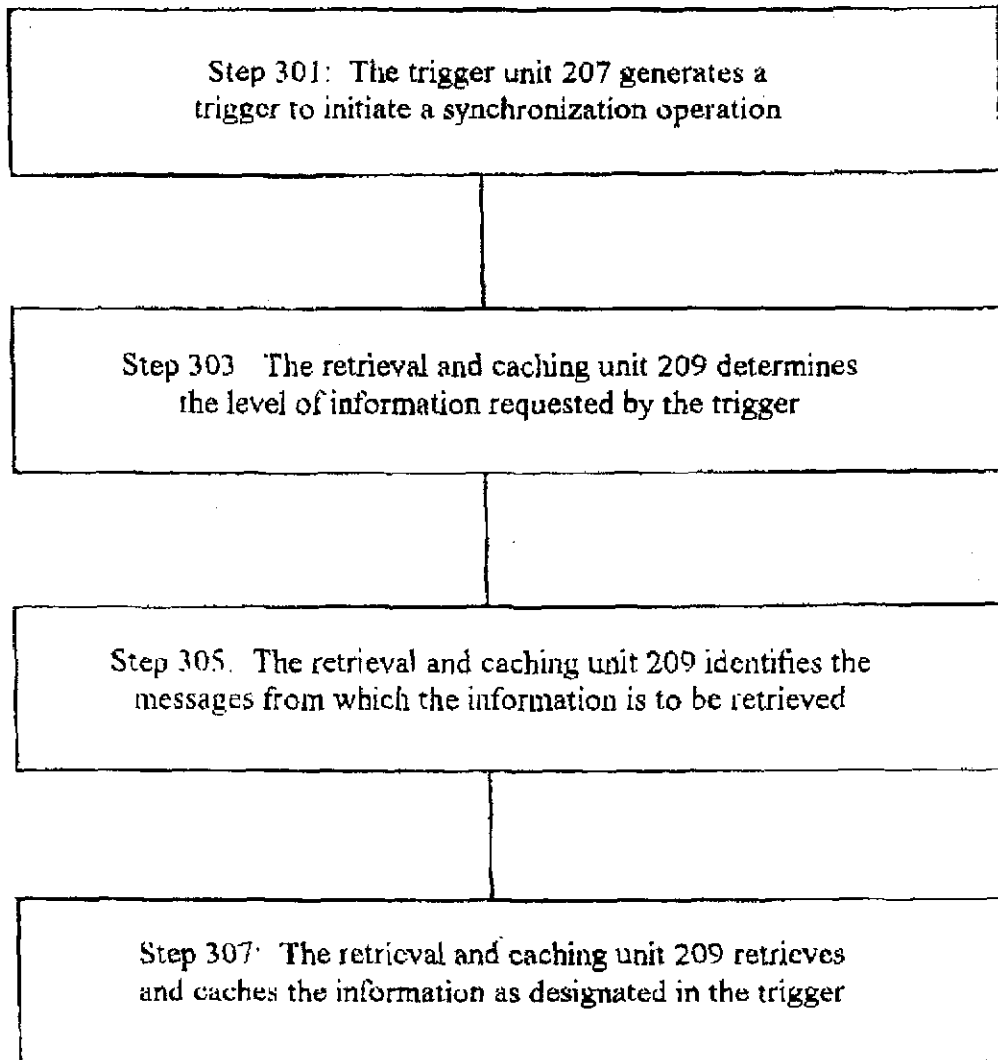 Step 301: The trigger unit 207 generates a
trigger to initiate a synchronization operation
Step 303 The retrieval and caching unit 209 determines
the level of information requested by the trigger
Step 305. The retrieval and caching unit 209 identifies the
messages from which the information is to be retrieved
Step 307: The retrieval and caching unit 209 retrieves
and caches the information as designated in the trigger